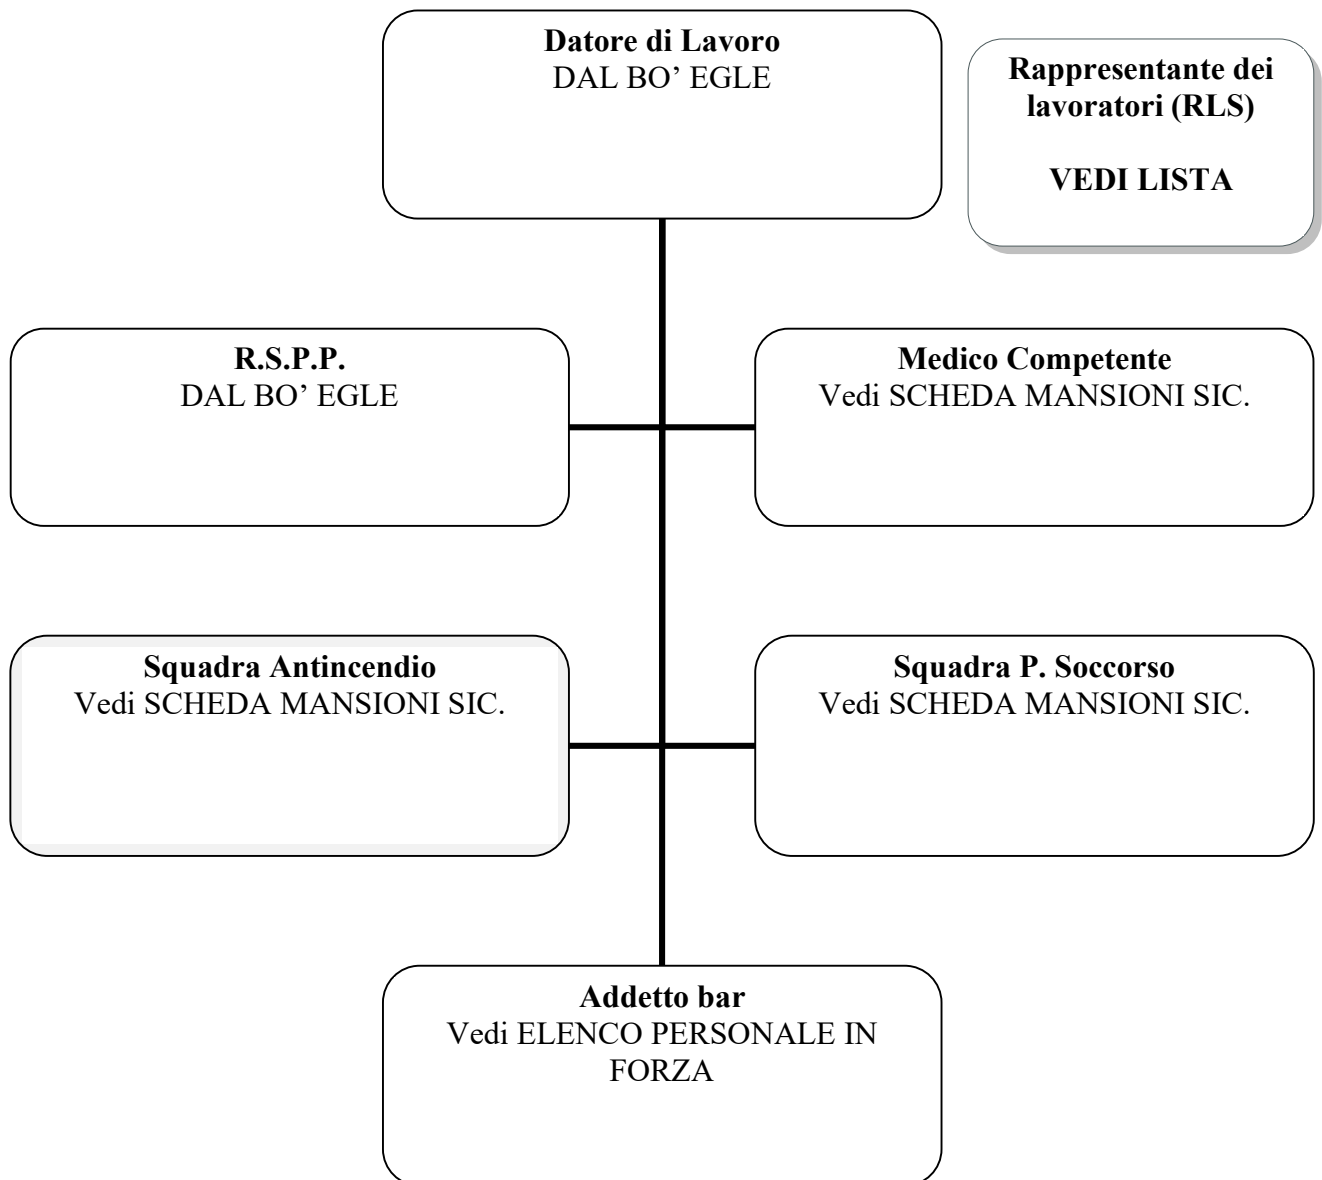 Datore di Lavoro
DAL BO’ EGLE
Rappresentante dei
lavoratori (RLS)
VEDI LISTA
R.S.P.P.
DAL BO’ EGLE
Medico Competente
Vedi SCHEDA MANSIONI SIC.
Squadra Antincendio
Vedi SCHEDA MANSIONI SIC.
Squadra P. Soccorso
Vedi SCHEDA MANSIONI SIC.
Addetto bar
Vedi ELENCO PERSONALE IN
FORZA